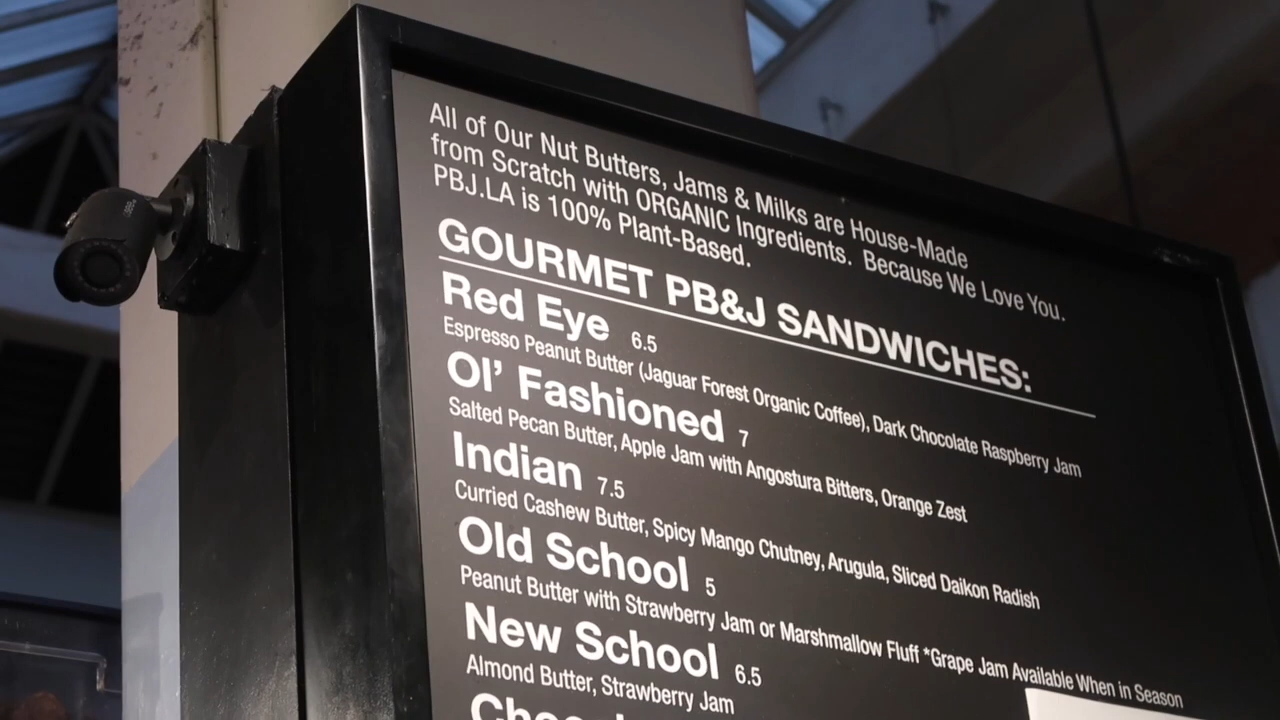 All of Our Nut Butters, Jams & Milks are House-Made
from Scratch with ORGANIC Ingredients. Because We Love You.
PBJ.LA is 100% Plant-Based.
GOURMET PB&J SANDWICHES:
Red Eye 6.5
Espresso Peanut Butter (Jaguar Forest Organic Coffee), Dark Chocolate Raspberry Jam
Ol' Fashioned 7
Salted Pecan Butter, Apple Jam with Angostura Bitters, Orange Zest
Indian 7.5
Curried Cashew Butter, Spicy Mango Chutney, Arugula, Sliced Daikon Radish
Old School 5
Peanut Butter with Strawberry Jam or Marshmallow Fluff *Grape Jam Available When in Season
New School 6.5
Almond Butter, Strawberry Jam